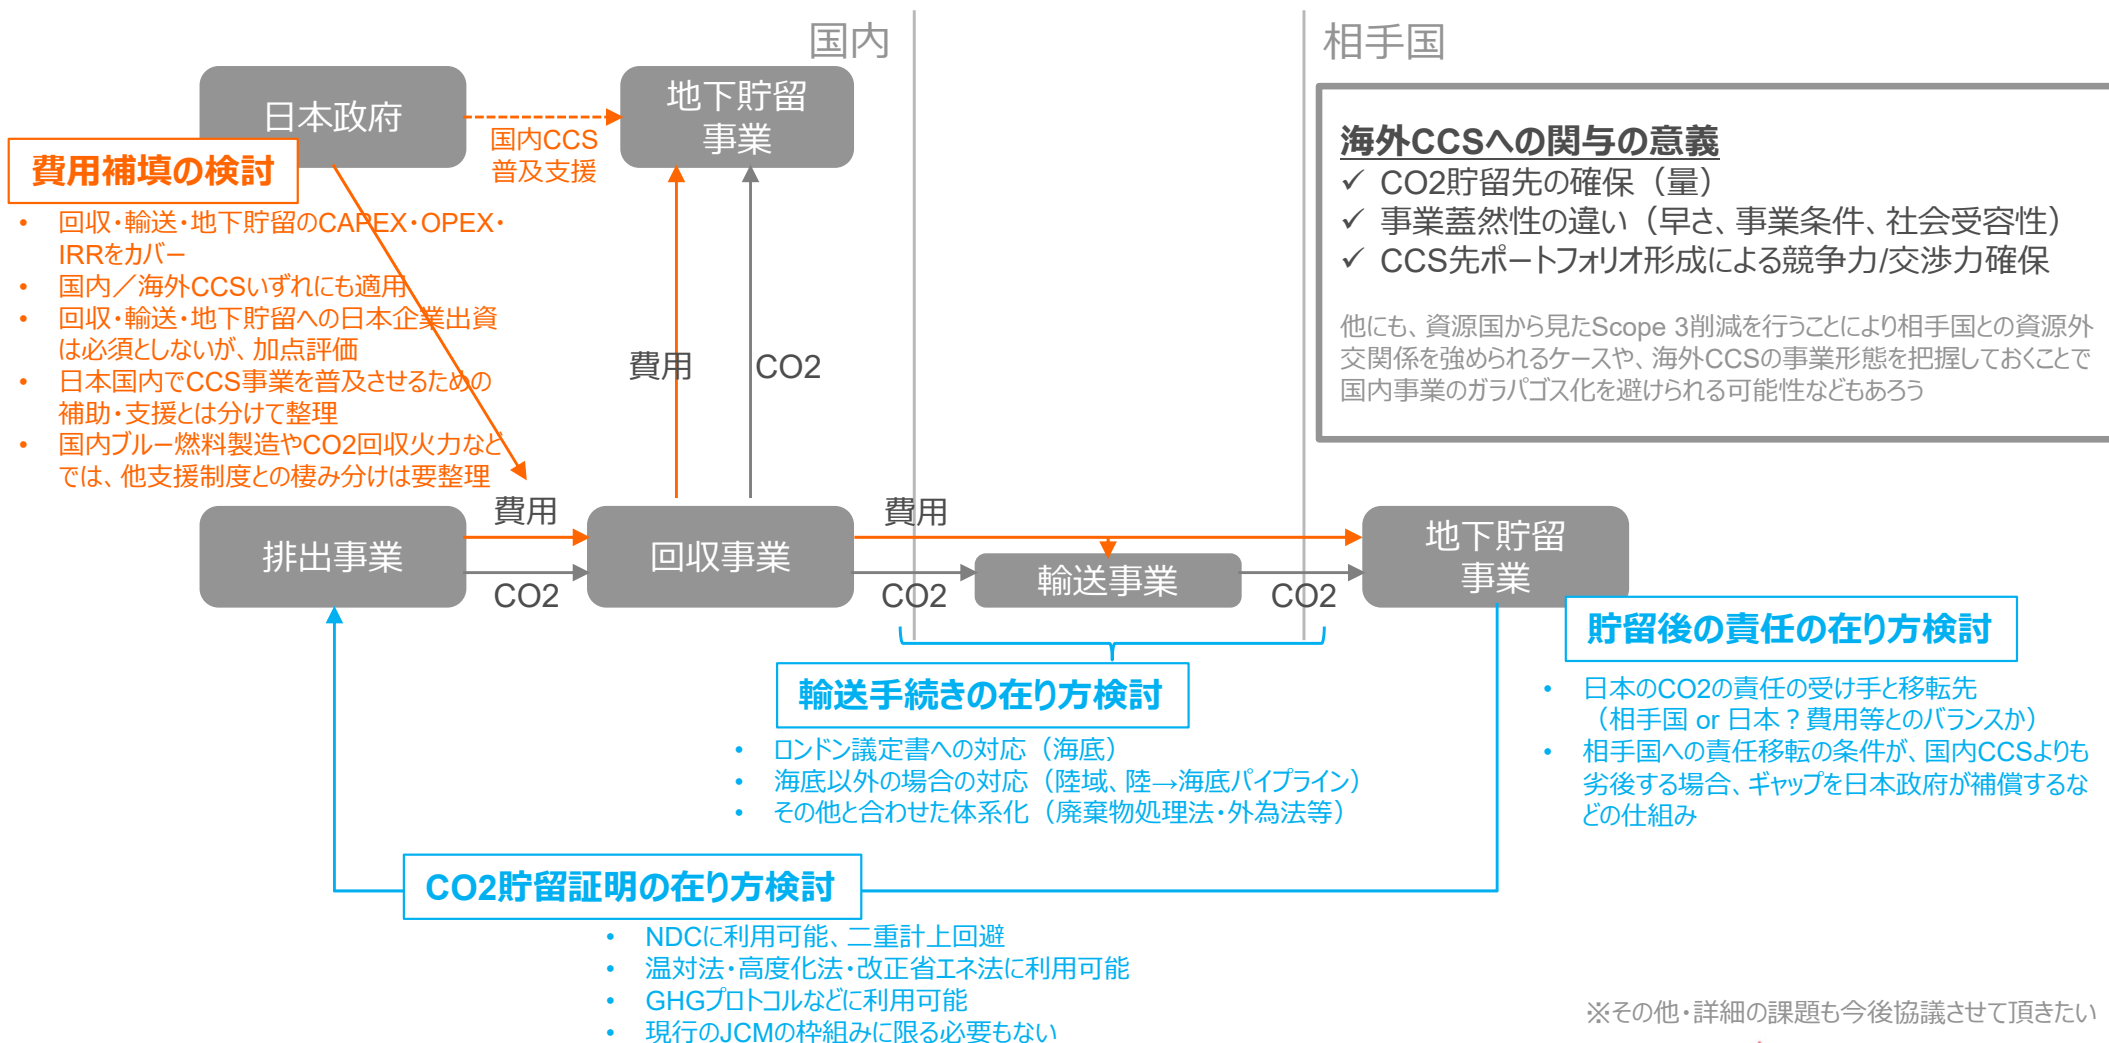 国内
相手国
日本政府
地下貯留
事業
国内CCS
普及支援
費用補填の検討
• 回収・輸送・地下貯留のCAPEX・OPEX・
IRRをカバー
• 国内／海外CCSいずれにも適用
• 回収・輸送・地下貯留への日本企業出資
は必須としないが、加点評価
• 日本国内でCCS事業を普及させるための
補助・支援とは分けて整理
• 国内ブルー燃料製造やCO2回収火力など
では、他支援制度との棲み分けは要整理
費用
CO2
海外CCSへの関与の意義
✓ CO2貯留先の確保（量）
✓ 事業蓋然性の違い（早さ、事業条件、社会受容性）
✓ CCS先ポートフォリオ形成による競争力/交渉力確保
他にも、資源国から見たScope 3削減を行うことにより相手国との資源外
交関係を強められるケースや、海外CCSの事業形態を把握しておくことで
国内事業のガラパゴス化を避けられる可能性などもあろう
排出事業
費用
CO2
回収事業
費用
CO2
輸送事業
CO2
地下貯留
事業
貯留後の責任の在り方検討
• 日本のCO2の責任の受け手と移転先
（相手国 or 日本？費用等とのバランスか）
• 相手国への責任移転の条件が、国内CCSよりも
劣後する場合、ギャップを日本政府が補償するな
どの仕組み
輸送手続きの在り方検討
• ロンドン議定書への対応（海底）
• 海底以外の場合の対応（陸域、陸→海底パイプライン）
• その他と合わせた体系化（廃棄物処理法・外為法等）
CO2貯留証明の在り方検討
• NDCに利用可能、二重計上回避
• 温対法・高度化法・改正省エネ法に利用可能
• GHGプロトコルなどに利用可能
• 現行のJCMの枠組みに限る必要もない
※その他・詳細の課題も今後協議させて頂きたい